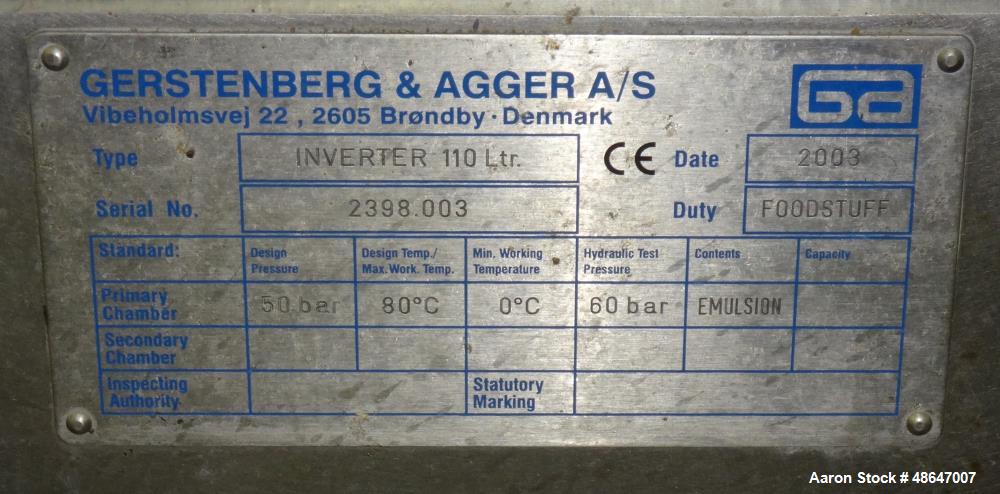 GERSTENBERG & AGGER A/S
GA
Vibeholmsvej 22 , 2605 Brøndby · Denmark
Type INVERTER 110 Ltr. CE Date 2003
Serial No. 2398.003 Duty FOODSTUFF
Standard: Design Pressure Design Temp./ Max. Work. Temp. Min. Working Temperature Hydraulic Test Pressure Contents Capacity
Primary Chamber 50 bar 80°C 0°C 60 bar EMULSION
Secondary Chamber
Inspecting Authority Statutory Marking
Aaron Stock # 48647007